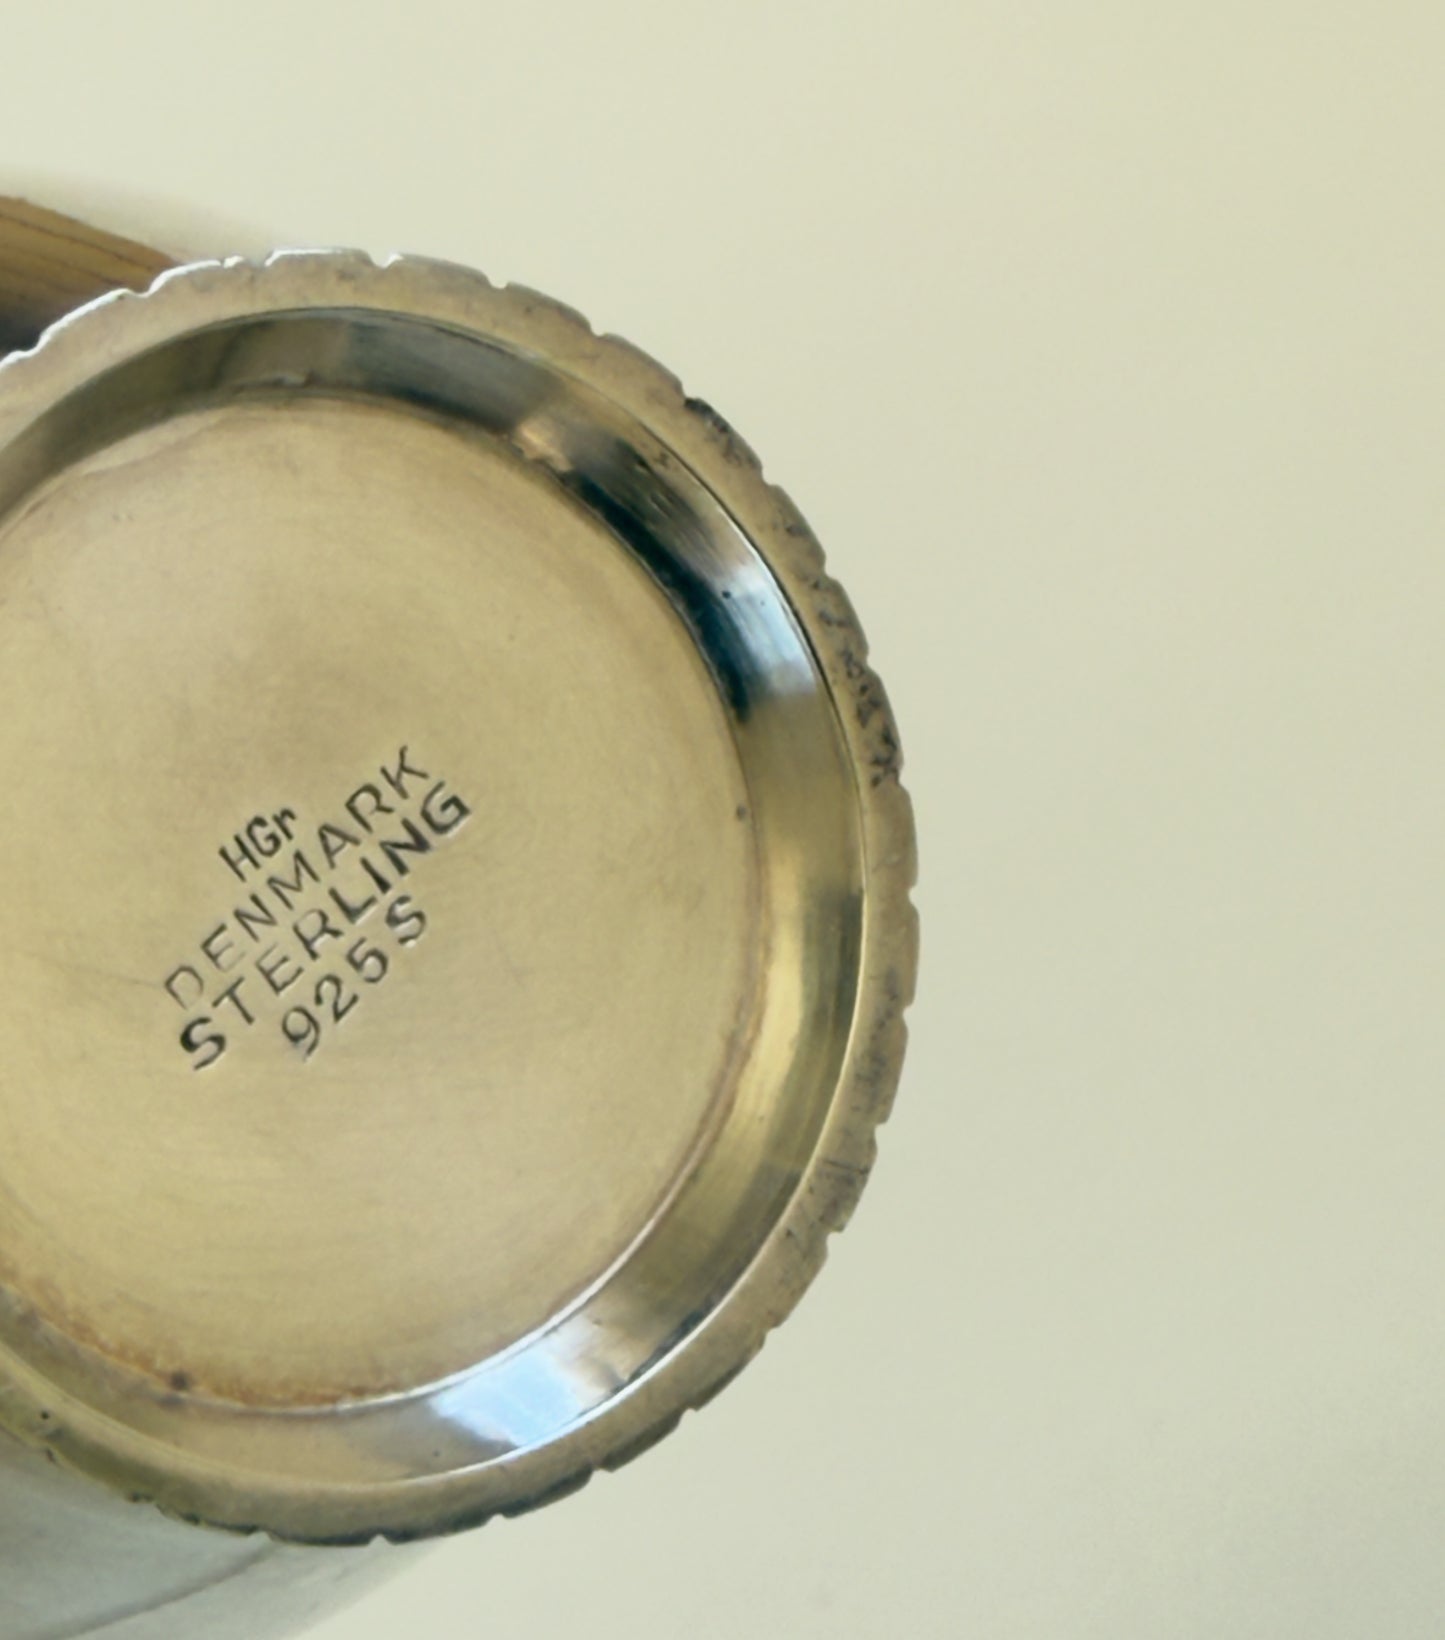 HGr
DENMARK
STERLING
925S